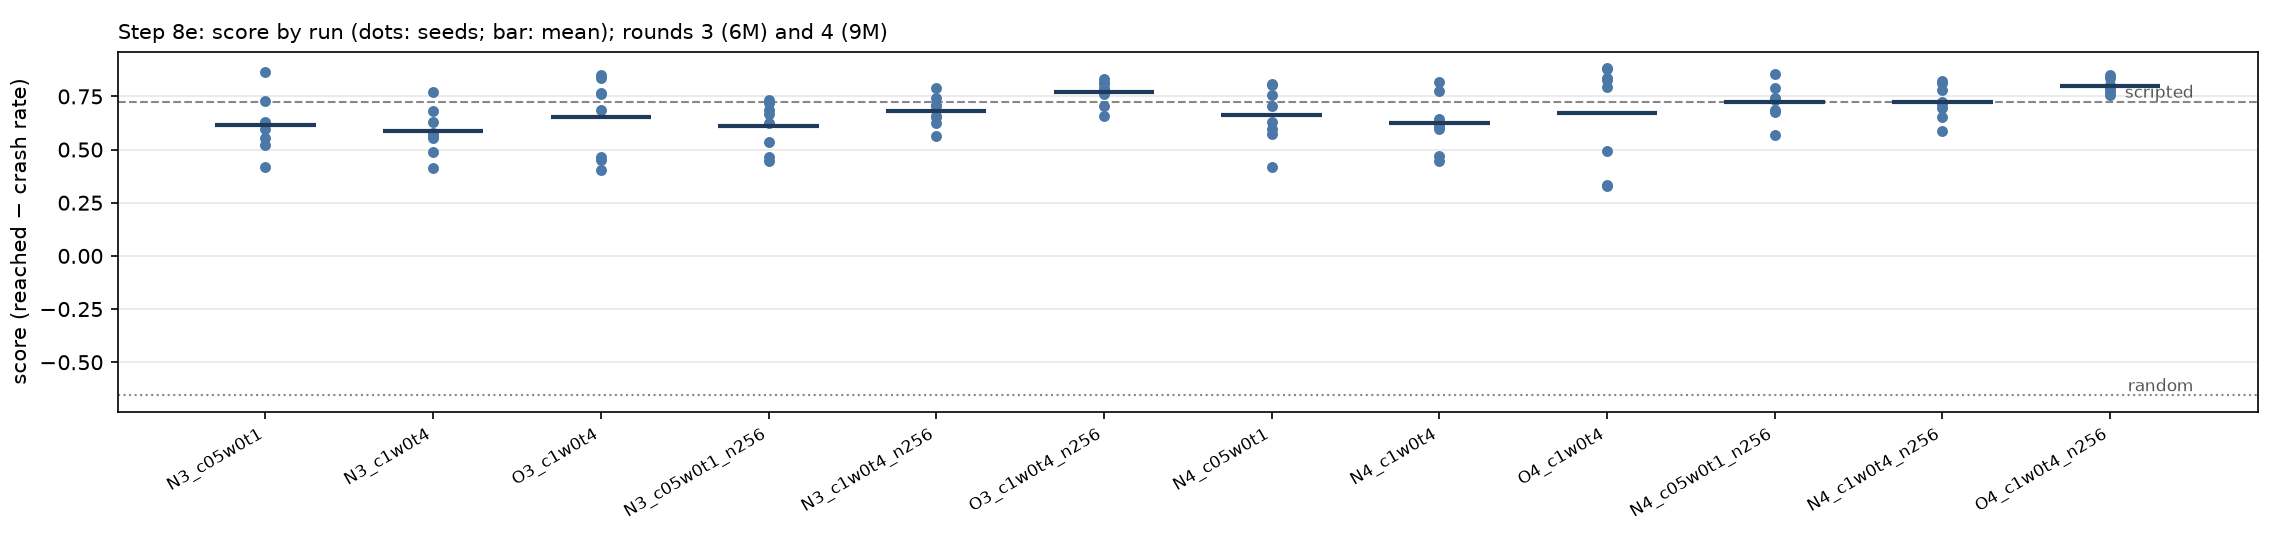 Step 8e: score by run (dots: seeds; bar: mean); rounds 3 (6M) and 4 (9M)
score (reached − crash rate)
0.75
0.50
0.25
0.00
−0.25
−0.50
scripted
random
N3_c05w0t1
N3_c1w0t4
O3_c1w0t4
N3_c05w0t1_n256
N3_c1w0t4_n256
O3_c1w0t4_n256
N4_c05w0t1
N4_c1w0t4
O4_c1w0t4
N4_c05w0t1_n256
N4_c1w0t4_n256
O4_c1w0t4_n256